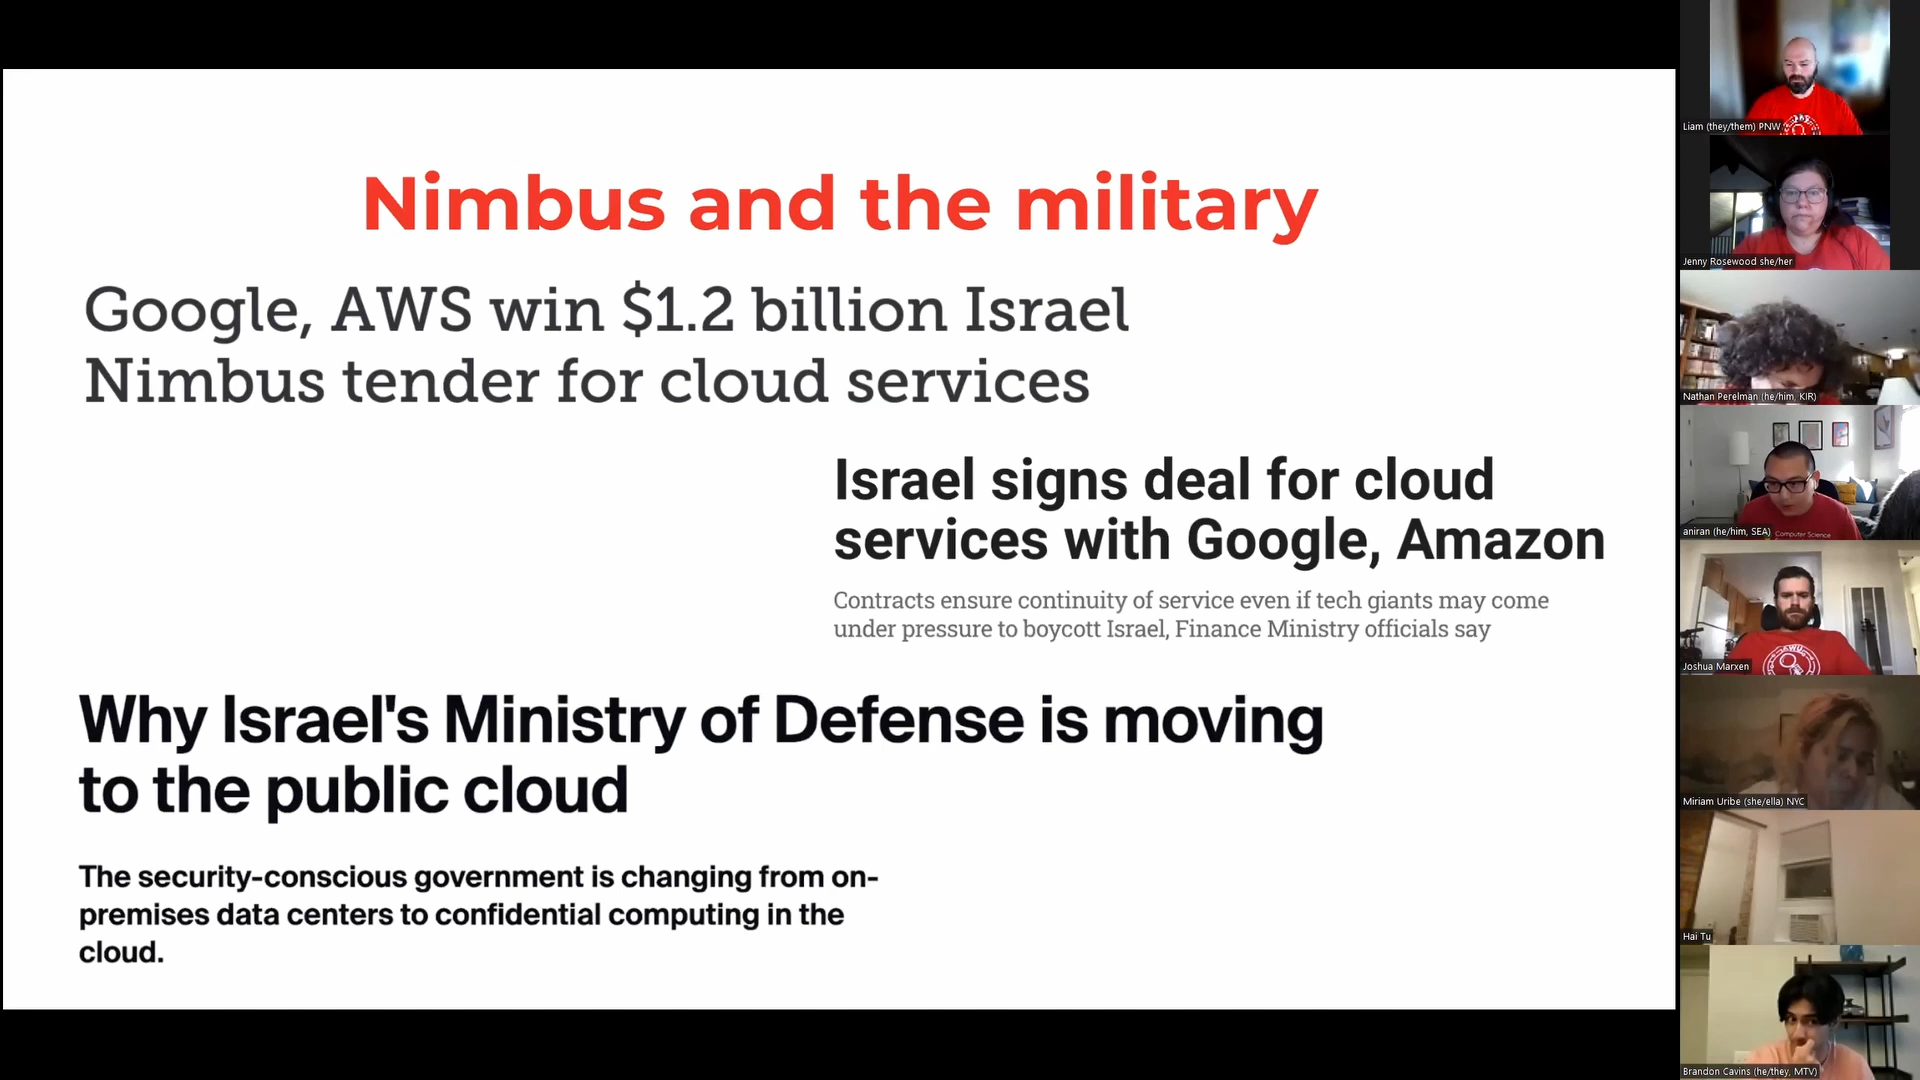 Nimbus and the military
Google, AWS win $1.2 billion Israel
Nimbus tender for cloud services
Israel signs deal for cloud
services with Google, Amazon
Contracts ensure continuity of service even if tech giants may come
under pressure to boycott Israel, Finance Ministry officials say
Why Israel's Ministry of Defense is moving
to the public cloud
The security-conscious government is changing from on-
premises data centers to confidential computing in the
cloud.
Liam (they/them) PNW
Jenny Rosewood she/her
Nathan Perelman (he/him, KIR)
aniran (he/him, SEA)
Computer Science
Joshua Marxen
AWU
Miriam Uribe (she/ella) NYC
Hai Tu
Brandon Cavins (he/they, MTV)